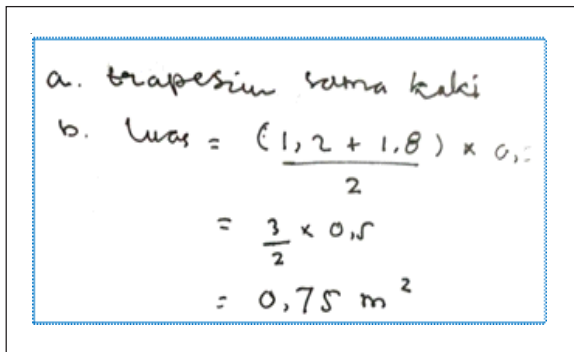 a. trapesium sama kaki
b. Luas = (1,2 + 1,8) × 0,
2
= 3/2 × 0,5
= 0,75 m²